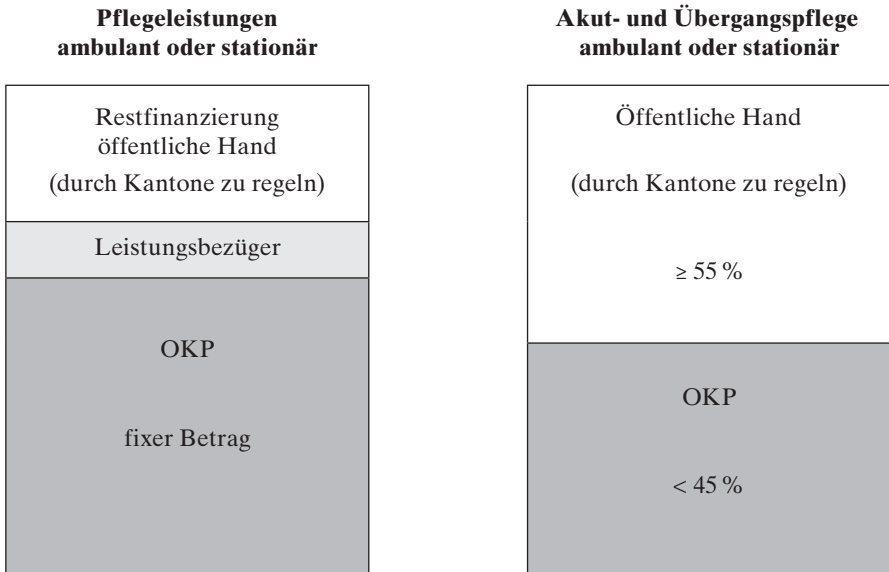 Pflegeleistungen
ambulant oder stationär
Restfinanzierung
öffentliche Hand
(durch Kantone zu regeln)
Leistungsbezüger
OKP
fixer Betrag
Akut- und Übergangspflege
ambulant oder stationär
Öffentliche Hand
(durch Kantone zu regeln)
≥ 55 %
OKP
< 45 %